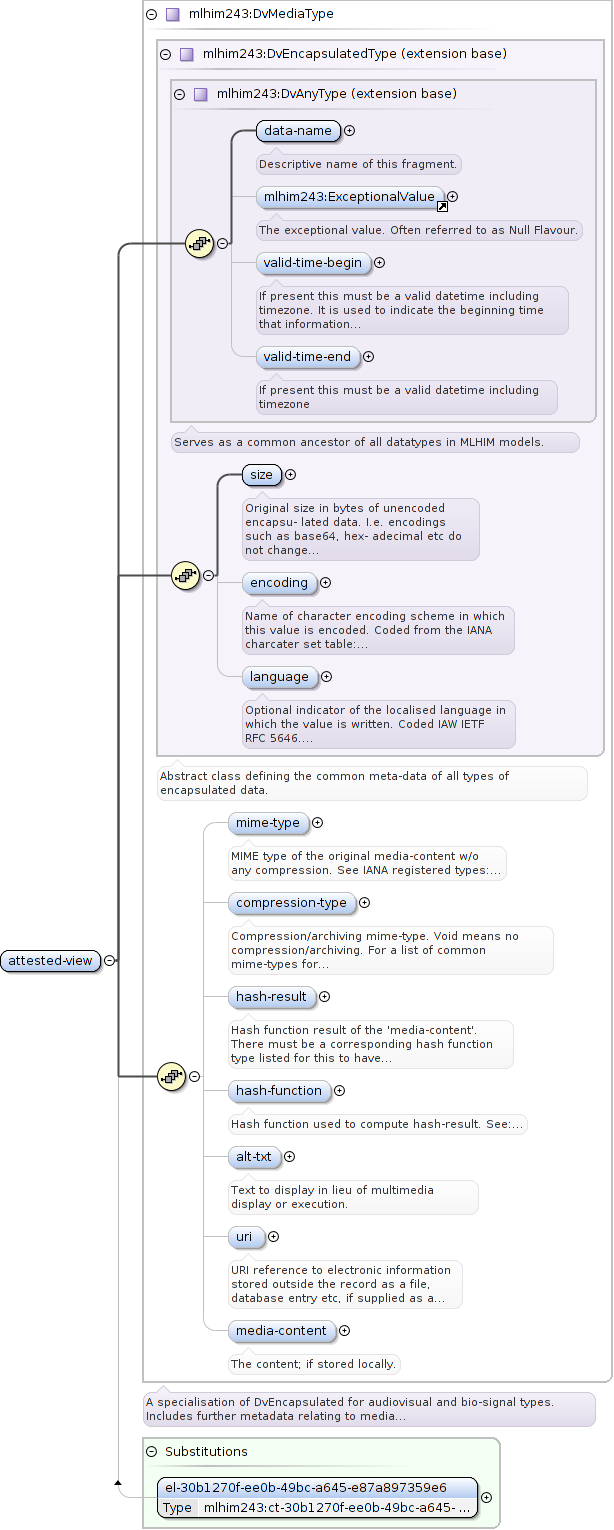 mlhim243:DvMediaType
mlhim243:DvEncapsulatedType (extension base)
mlhim243:DvAnyType (extension base)
data-name
Descriptive name of this fragment.
mlhim243:ExceptionalValue
The exceptional value. Often referred to as Null Flavour.
valid-time-begin
If present this must be a valid datetime including
timezone. It is used to indicate the beginning time
that information...
valid-time-end
If present this must be a valid datetime including
timezone
Serves as a common ancestor of all datatypes in MLHIM models.
size
Original size in bytes of unencoded
encapsu- lated data. I.e. encodings
such as base64, hex- adecimal etc do
not change...
encoding
Name of character encoding scheme in which
this value is encoded. Coded from the IANA
charcater set table:...
language
Optional indicator of the localised language in
which the value is written. Coded IAW IETF
RFC 5646....
Abstract class defining the common meta-data of all types of
encapsulated data.
mime-type
MIME type of the original media-content w/o
any compression. See IANA registered types:...
compression-type
Compression/archiving mime-type. Void means no
compression/archiving. For a list of common
mime-types for...
attested-view
hash-result
Hash function result of the 'media-content'.
There must be a corresponding hash function
type listed for this to have...
hash-function
Hash function used to compute hash-result. See:...
alt-txt
Text to display in lieu of multimedia
display or execution.
uri
URI reference to electronic information
stored outside the record as a file,
database entry etc, if supplied as a...
media-content
The content; if stored locally.
A specialisation of DvEncapsulated for audiovisual and bio-signal types.
Includes further metadata relating to media...
Substitutions
el-30b1270f-ee0b-49bc-a645-e87a897359e6
Type mlhim243:ct-30b1270f-ee0b-49bc-a645- ...